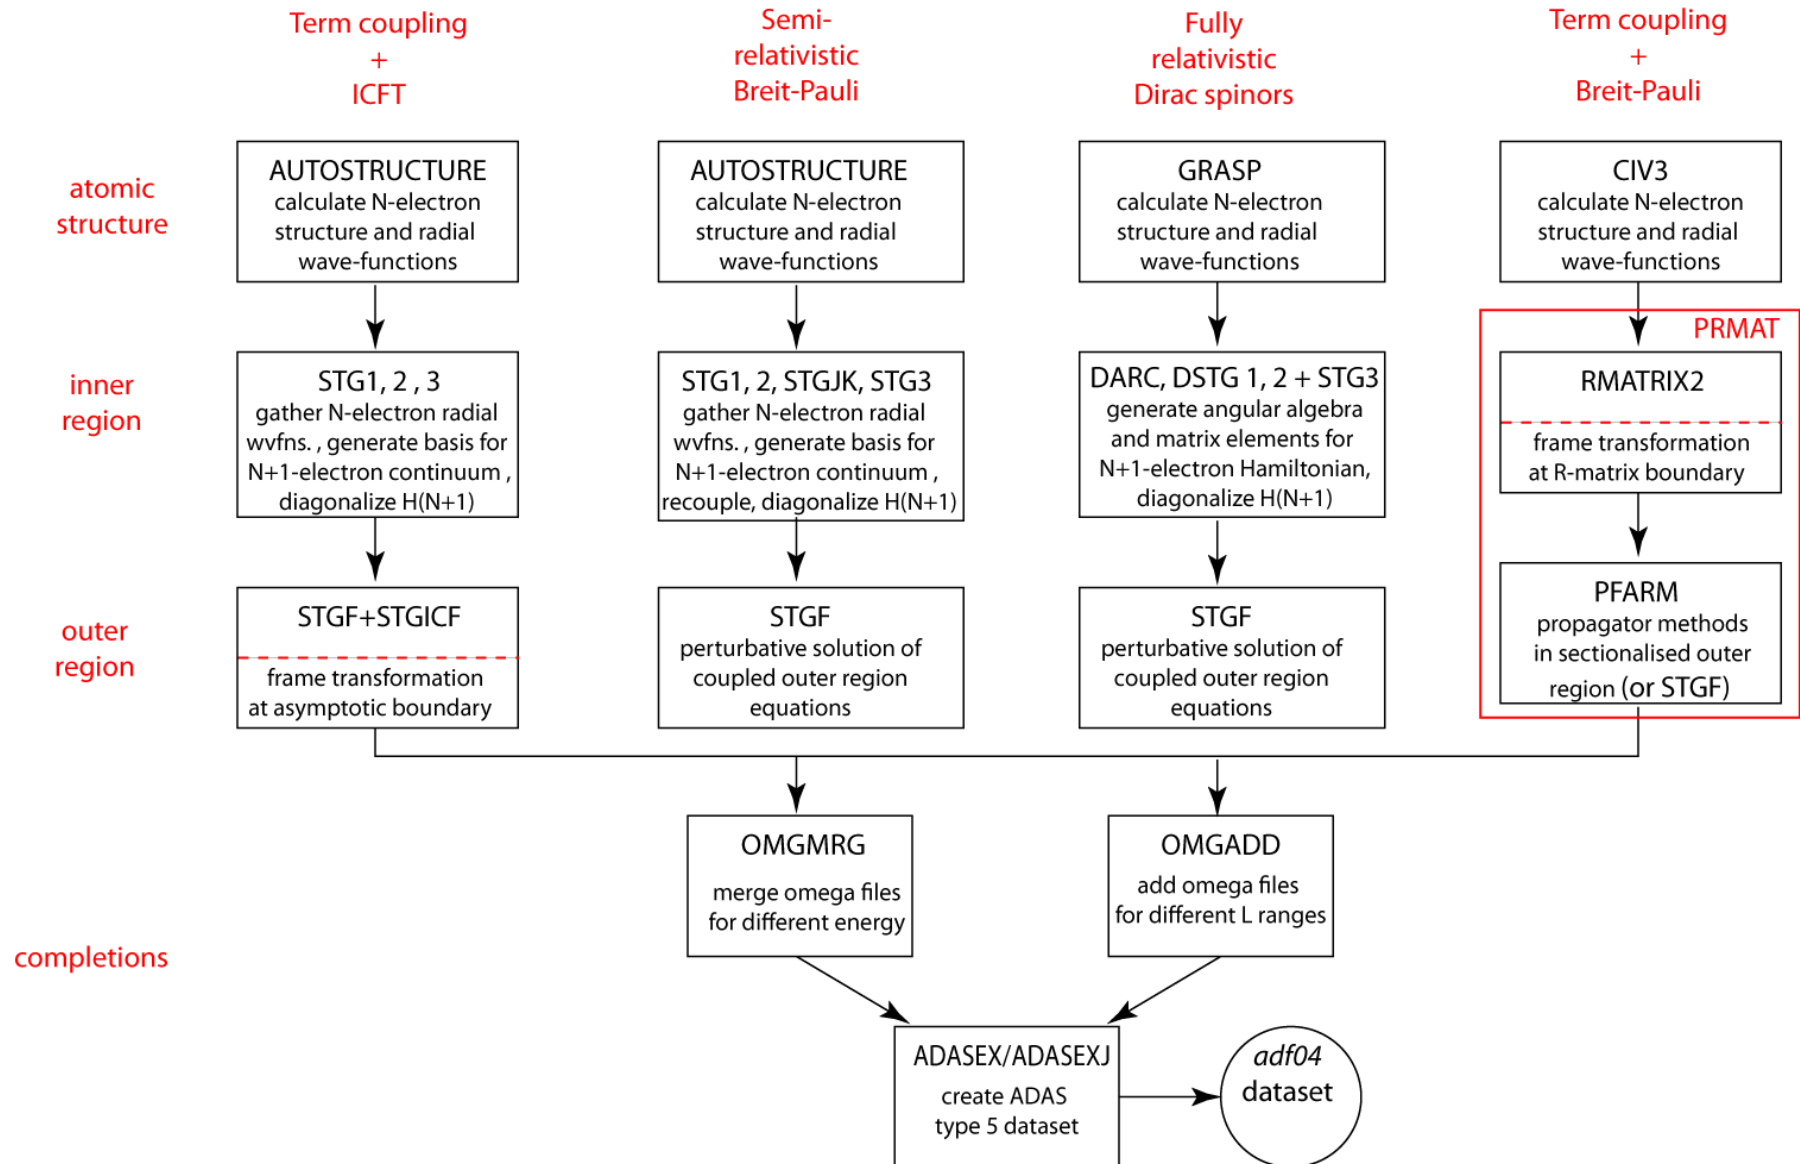 Term coupling
+
ICFT
Semi-
relativistic
Breit-Pauli
Fully
relativistic
Dirac spinors
Term coupling
+
Breit-Pauli
atomic
structure
AUTOSTRUCTURE
calculate N-electron
structure and radial
wave-functions
AUTOSTRUCTURE
calculate N-electron
structure and radial
wave-functions
GRASP
calculate N-electron
structure and radial
wave-functions
CIV3
calculate N-electron
structure and radial
wave-functions
PRMAT
inner
region
STG1, 2 , 3
gather N-electron radial
wvfns. , generate basis for
N+1-electron continuum ,
diagonalize H(N+1)
STG1, 2, STGJK, STG3
gather N-electron radial
wvfns. , generate basis for
N+1-electron continuum ,
recouple, diagonalize H(N+1)
DARC, DSTG 1, 2 + STG3
generate angular algebra
and matrix elements for
N+1-electron Hamiltonian,
diagonalize H(N+1)
RMATRIX2
frame transformation
at R-matrix boundary
outer
region
STGF+STGICF
frame transformation
at asymptotic boundary
STGF
perturbative solution of
coupled outer region
equations
STGF
perturbative solution of
coupled outer region
equations
PFARM
propagator methods
in sectionalised outer
region (or STGF)
completions
OMGMRG
merge omega files
for different energy
OMGADD
add omega files
for different L ranges
ADASEX/ADASEXJ
create ADAS
type 5 dataset
adf04
dataset